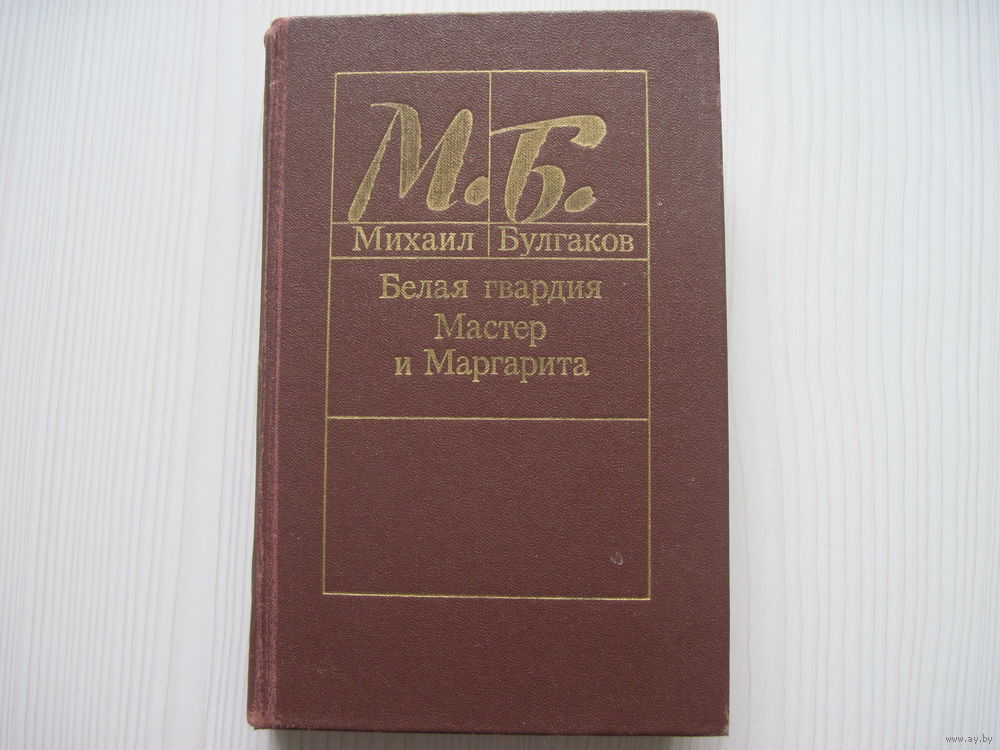 М. Б.
Михаил Булгаков
Белая гвардия
Мастер
и Маргарита
© www.ay.by